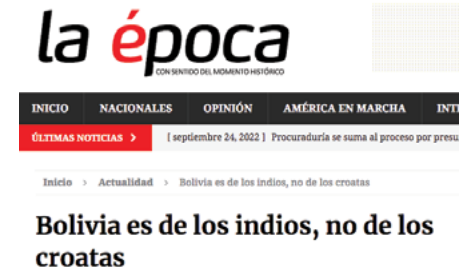 la época
CON SENTIDO DEL MOMENTO HISTÓRICO
INICIO NACIONALES OPINIÓN AMÉRICA EN MARCHA
ÚLTIMAS NOTICIAS > [ septiembre 24, 2022 ] Procuraduría se suma al proceso por
Inicio > Actualidad > Bolivia es de los indios, no de los croatas
Bolivia es de los indios, no de los
croatas